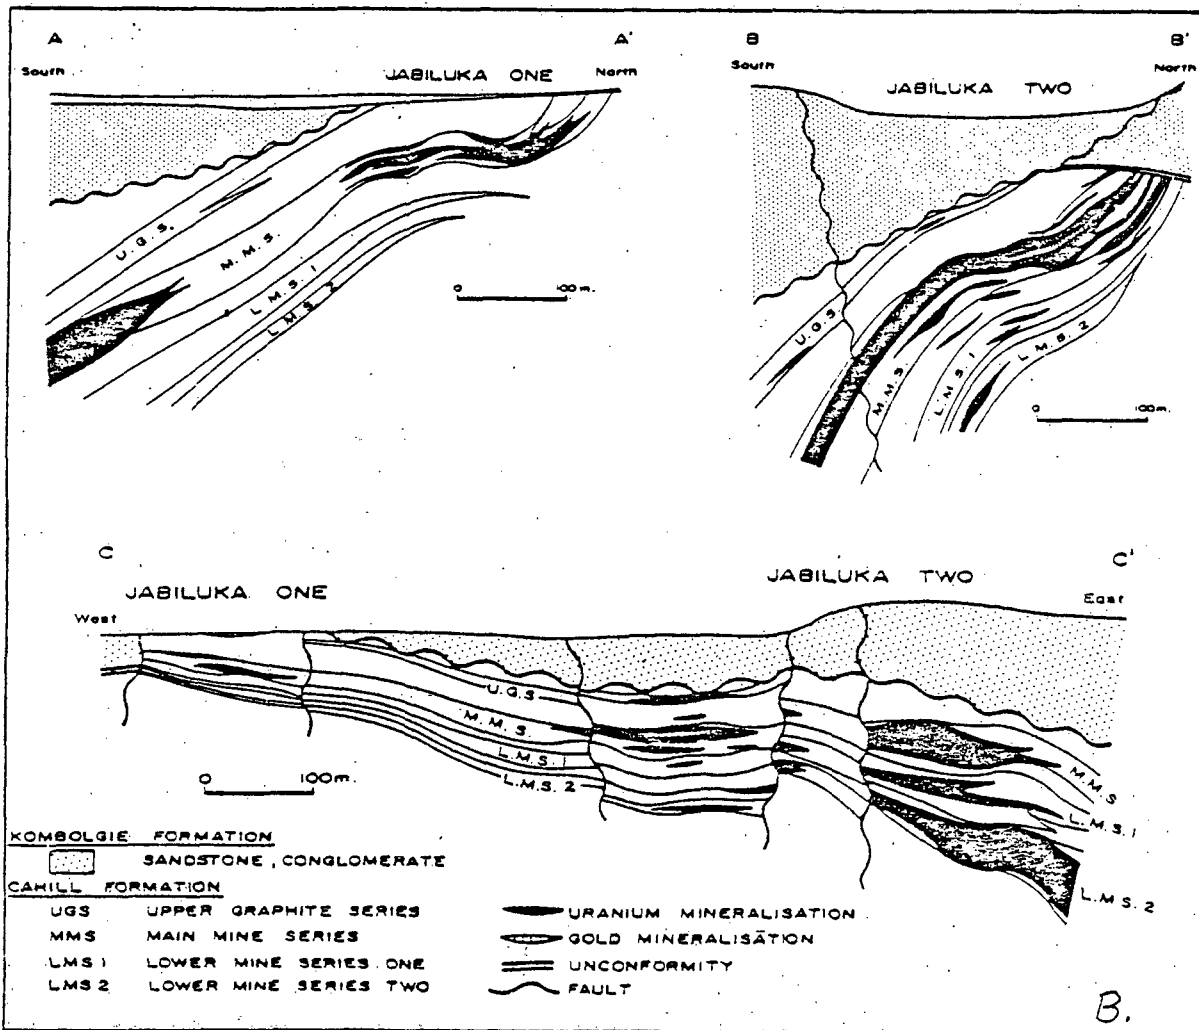 A A'
South JABILUKA ONE North
U.G.S.
M.M.S.
L.M.S. 1
L.M.S. 2
0 100m.
B B'
South JABILUKA TWO North
U.G.S
M.M.S.
L.M.S. 1
L.M.S. 2
0 100m.
C C'
JABILUKA ONE JABILUKA TWO
West East
U.G.S
M.M.S.
L.M.S. 1
L.M.S. 2
M.M.S
L.M.S. 1
L.M.S. 2
0 100m.
KOMBOLGIE FORMATION
SANDSTONE, CONGLOMERATE
CAHILL FORMATION
UGS UPPER GRAPHITE SERIES
MMS MAIN MINE SERIES
LMS 1 LOWER MINE SERIES ONE
LMS 2 LOWER MINE SERIES TWO
URANIUM MINERALISATION
GOLD MINERALISATION
UNCONFORMITY
FAULT
B.